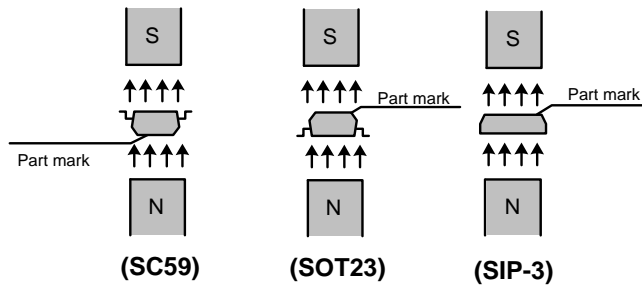 S
S
S
Part mark
Part mark
Part mark
N
N
N
(SC59)
(SOT23)
(SIP-3)